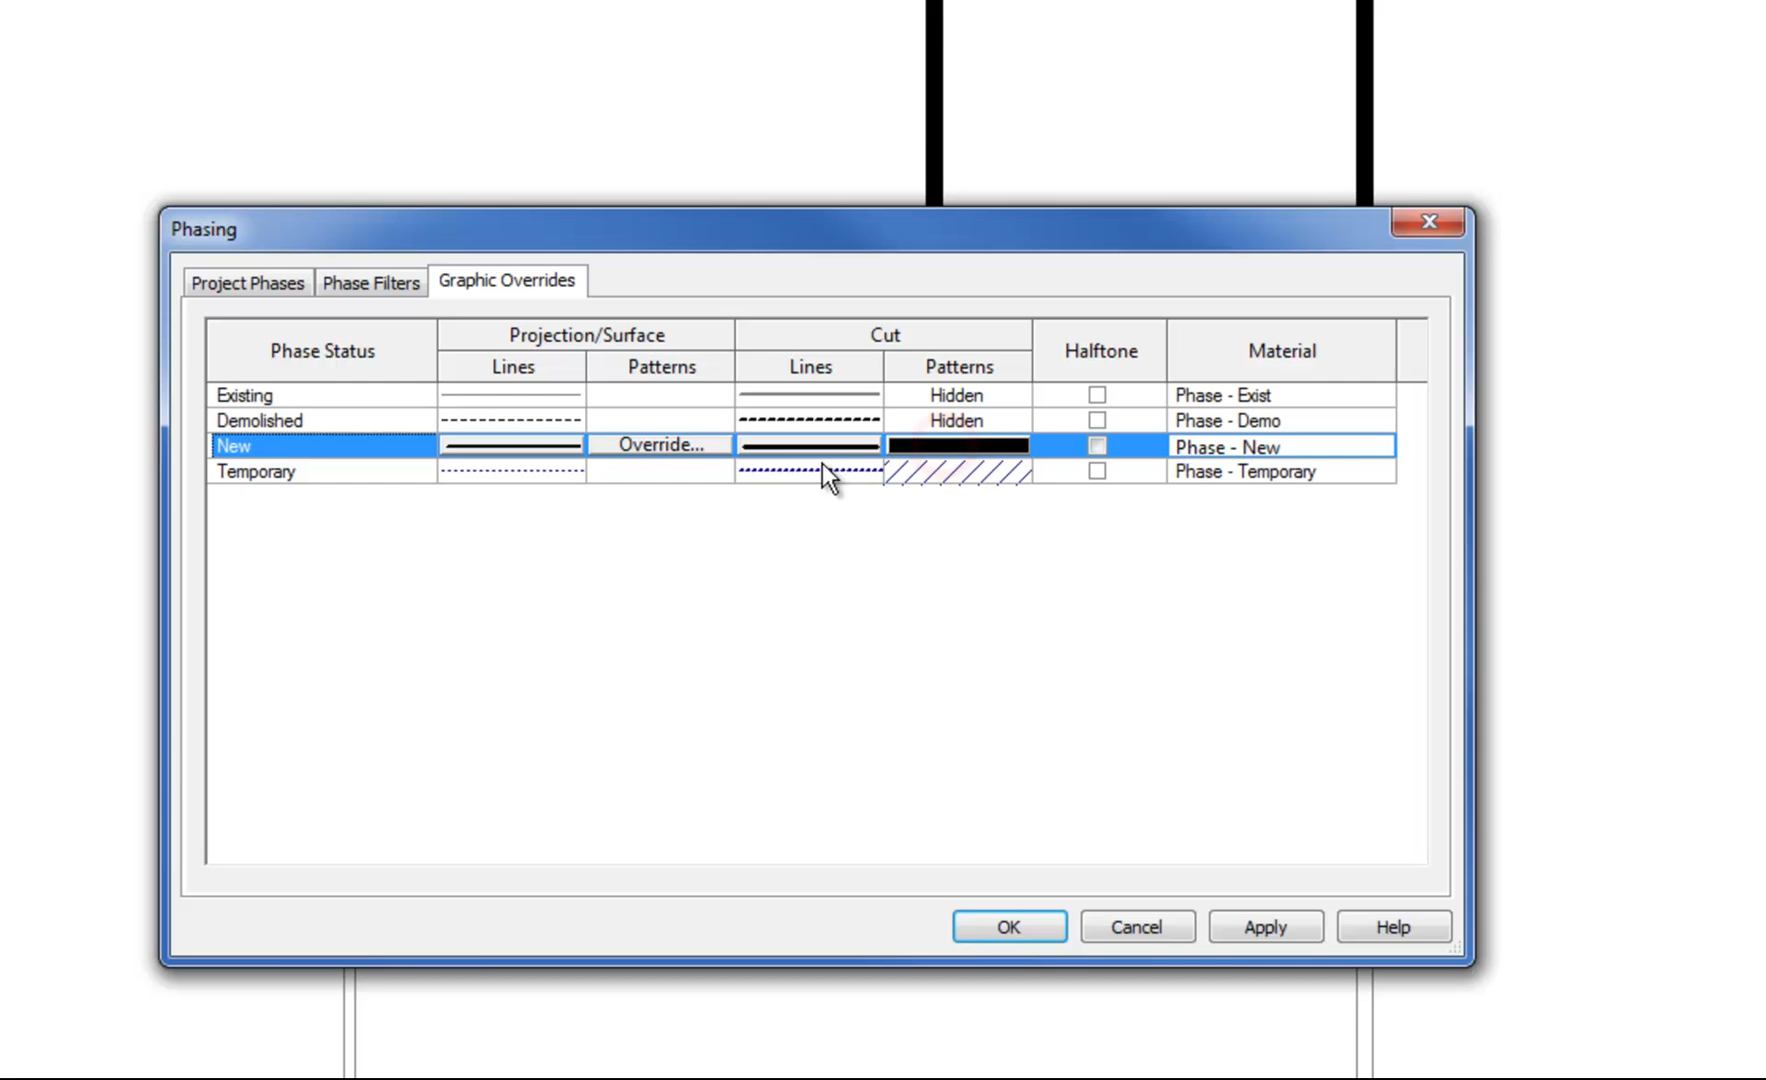 Phasing
Project Phases Phase Filters Graphic Overrides
Phase Status Projection/Surface Cut Halftone Material
Lines Patterns Lines Patterns
Existing Hidden Phase - Exist
Demolished Hidden Phase - Demo
New Override... Phase - New
Temporary Phase - Temporary
OK Cancel Apply Help